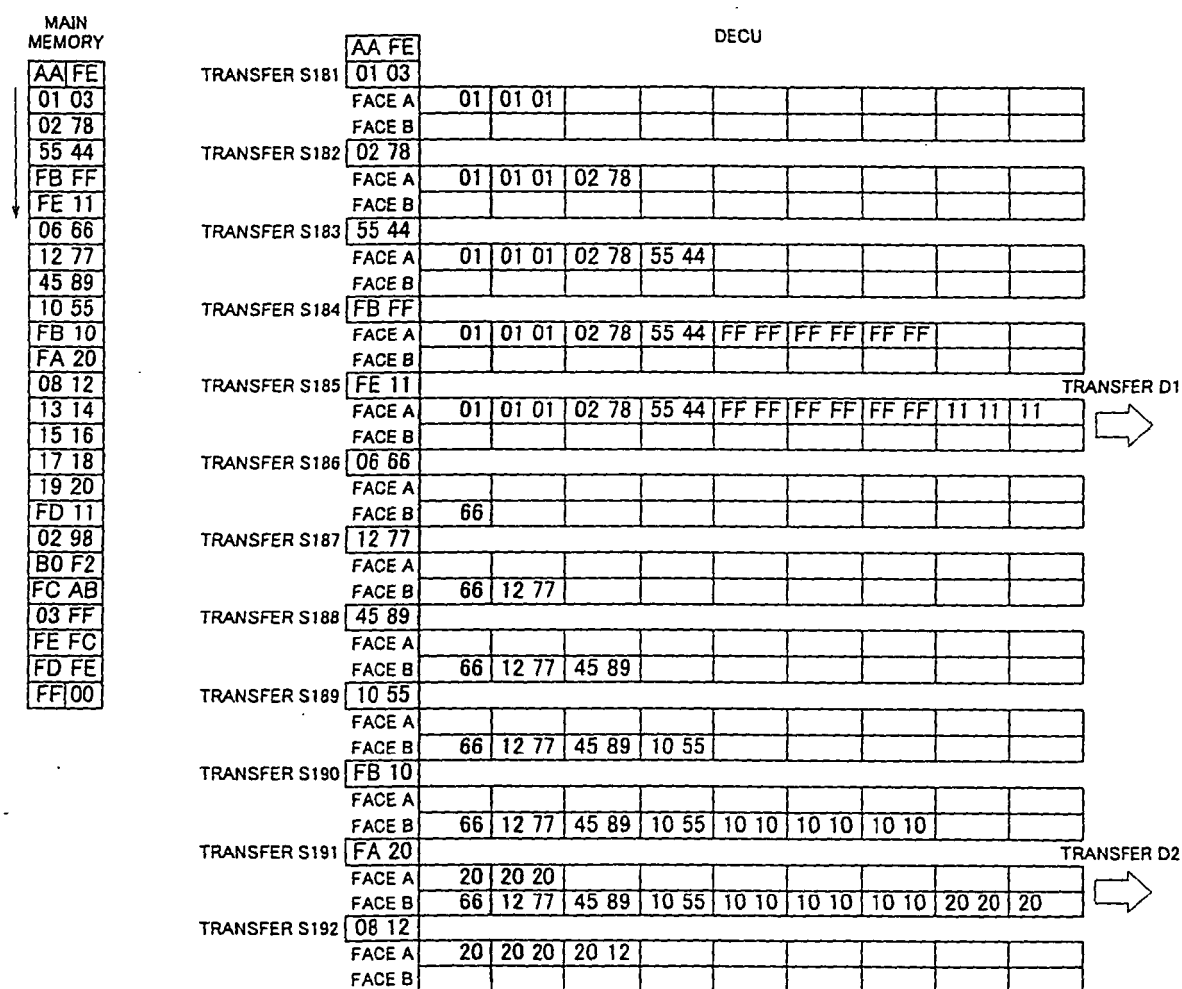 MAIN MEMORY
AA FE
01 03
02 78
55 44
FB FF
FE 11
06 66
12 77
45 89
10 55
FB 10
FA 20
08 12
13 14
15 16
17 18
19 20
FD 11
02 98
B0 F2
FC AB
03 FF
FE FC
FD FE
FF 00
DECU
AA FE
TRANSFER S181 01 03
FACE A 01 01 01
FACE B
TRANSFER S182 02 78
FACE A 01 01 01 02 78
FACE B
TRANSFER S183 55 44
FACE A 01 01 01 02 78 55 44
FACE B
TRANSFER S184 FB FF
FACE A 01 01 01 02 78 55 44 FF FF FF FF FF FF
FACE B
TRANSFER S185 FE 11 TRANSFER D1
FACE A 01 01 01 02 78 55 44 FF FF FF FF FF FF 11 11 11
FACE B
TRANSFER S186 06 66
FACE A
FACE B 66
TRANSFER S187 12 77
FACE A
FACE B 66 12 77
TRANSFER S188 45 89
FACE A
FACE B 66 12 77 45 89
TRANSFER S189 10 55
FACE A
FACE B 66 12 77 45 89 10 55
TRANSFER S190 FB 10
FACE A
FACE B 66 12 77 45 89 10 55 10 10 10 10 10 10
TRANSFER S191 FA 20 TRANSFER D2
FACE A 20 20 20
FACE B 66 12 77 45 89 10 55 10 10 10 10 10 10 20 20 20
TRANSFER S192 08 12
FACE A 20 20 20 20 12
FACE B